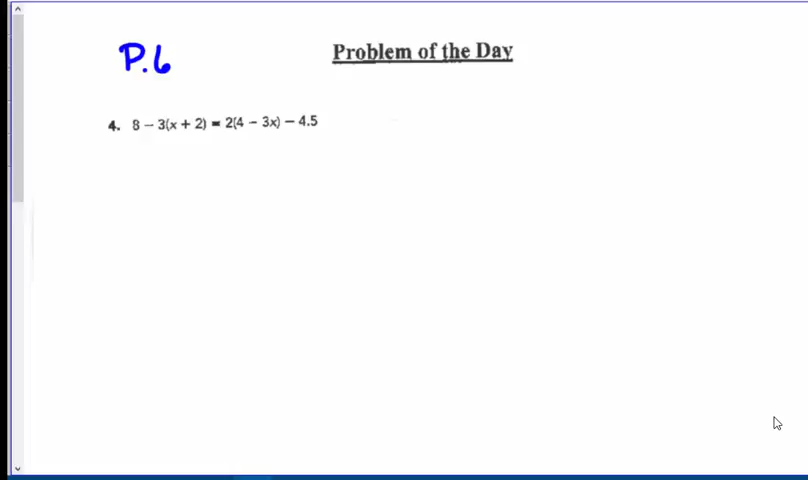 P.6
Problem of the Day
4. 8 – 3(x + 2) = 2(4 – 3x) – 4.5